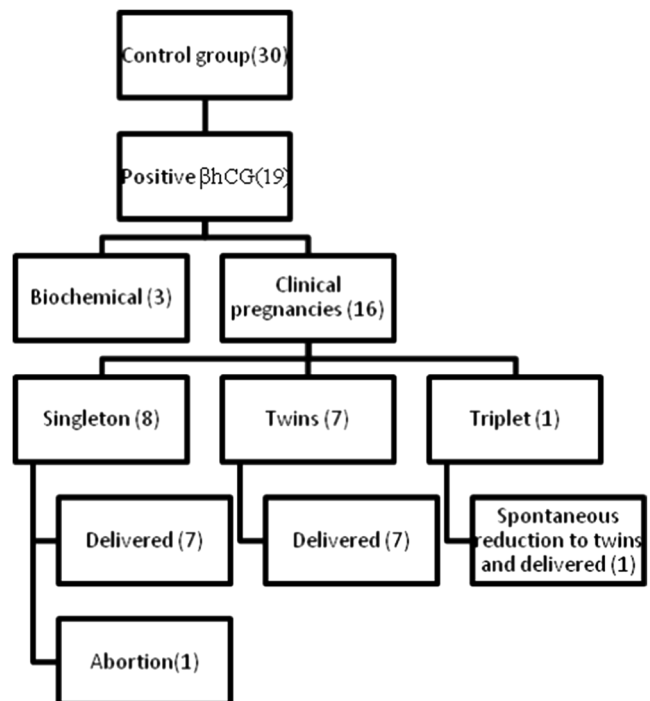 Control group(30)
Positive βhCG(19)
Biochemical (3)
Clinical
pregnancies (16)
Singleton (8)
Twins (7)
Triplet (1)
Delivered (7)
Delivered (7)
Spontaneous
reduction to twins
and delivered (1)
Abortion(1)